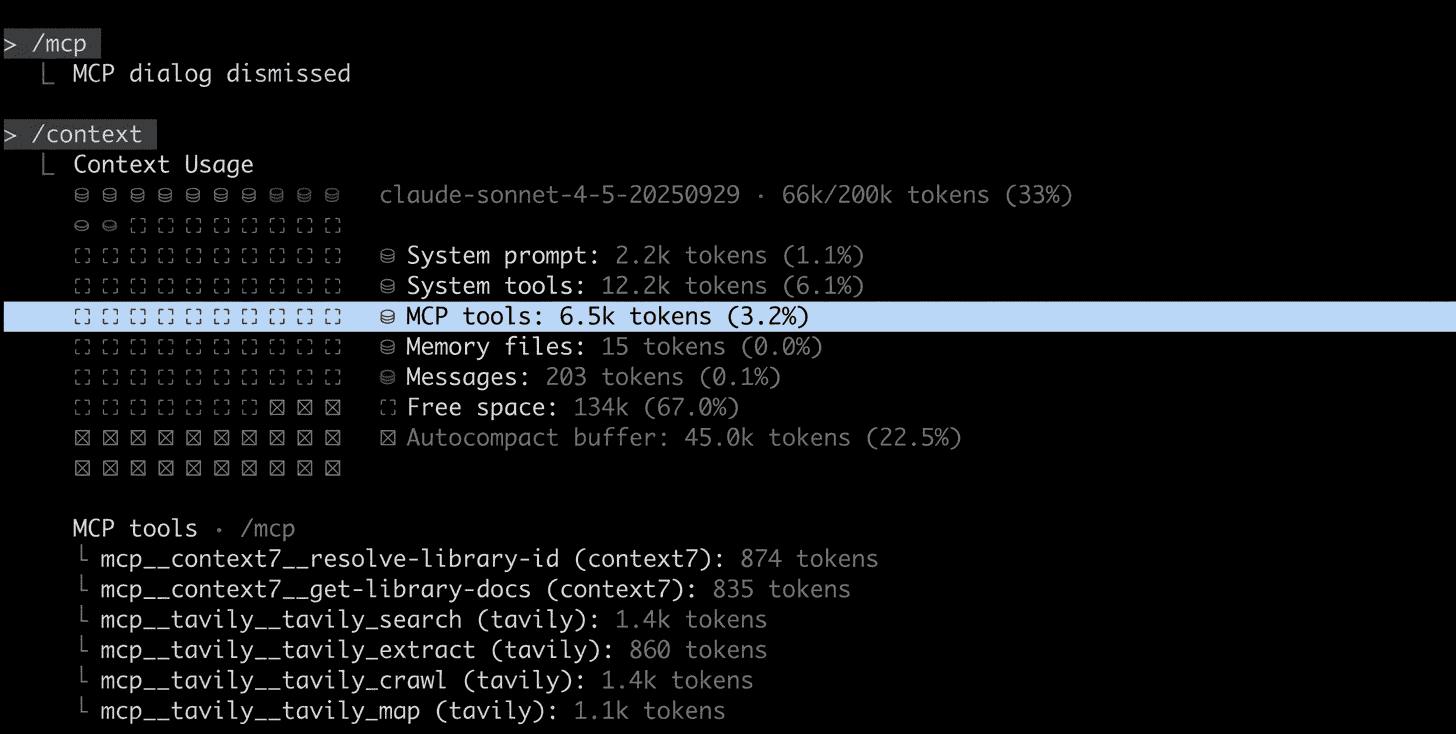 > /mcp
MCP dialog dismissed
> /context
Context Usage
claude-sonnet-4-5-20250929 · 66k/200k tokens (33%)
System prompt: 2.2k tokens (1.1%)
System tools: 12.2k tokens (6.1%)
MCP tools: 6.5k tokens (3.2%)
Memory files: 15 tokens (0.0%)
Messages: 203 tokens (0.1%)
Free space: 134k (67.0%)
Autocompact buffer: 45.0k tokens (22.5%)
MCP tools · /mcp
mcp__context7__resolve-library-id (context7): 874 tokens
mcp__context7__get-library-docs (context7): 835 tokens
mcp__tavily__tavily_search (tavily): 1.4k tokens
mcp__tavily__tavily_extract (tavily): 860 tokens
mcp__tavily__tavily_crawl (tavily): 1.4k tokens
mcp__tavily__tavily_map (tavily): 1.1k tokens